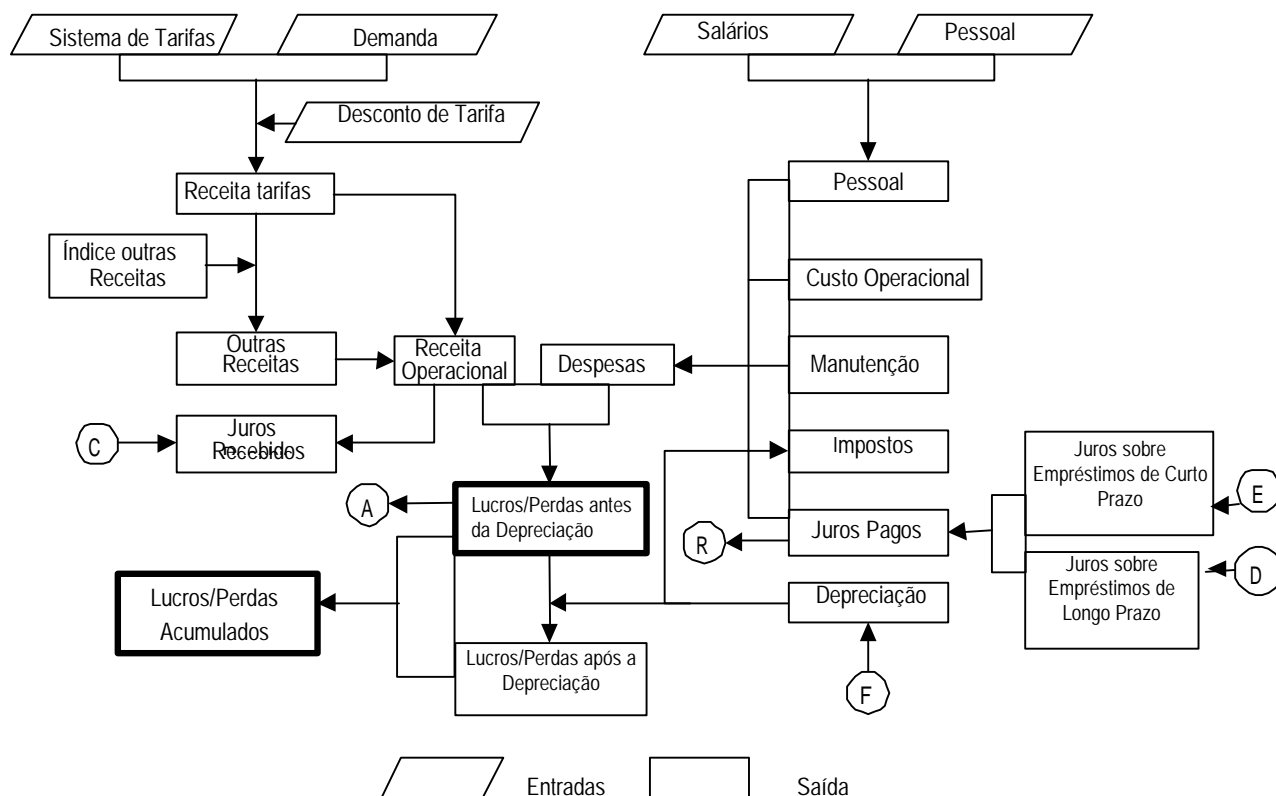 Sistema de Tarifas
Demanda
Salários
Pessoal
Desconto de Tarifa
Receita tarifas
Pessoal
Índice outras
Receitas
Custo Operacional
Outras
Receitas
Receita
Operacional
Despesas
Manutenção
C
Juros
Recebidos
Impostos
Juros sobre
Empréstimos de Curto
Prazo
E
A
Lucros/Perdas antes
da Depreciação
R
Juros Pagos
Juros sobre
Empréstimos de
Longo Prazo
D
Lucros/Perdas
Acumulados
Depreciação
Lucros/Perdas após a
Depreciação
F
Entradas
Saída